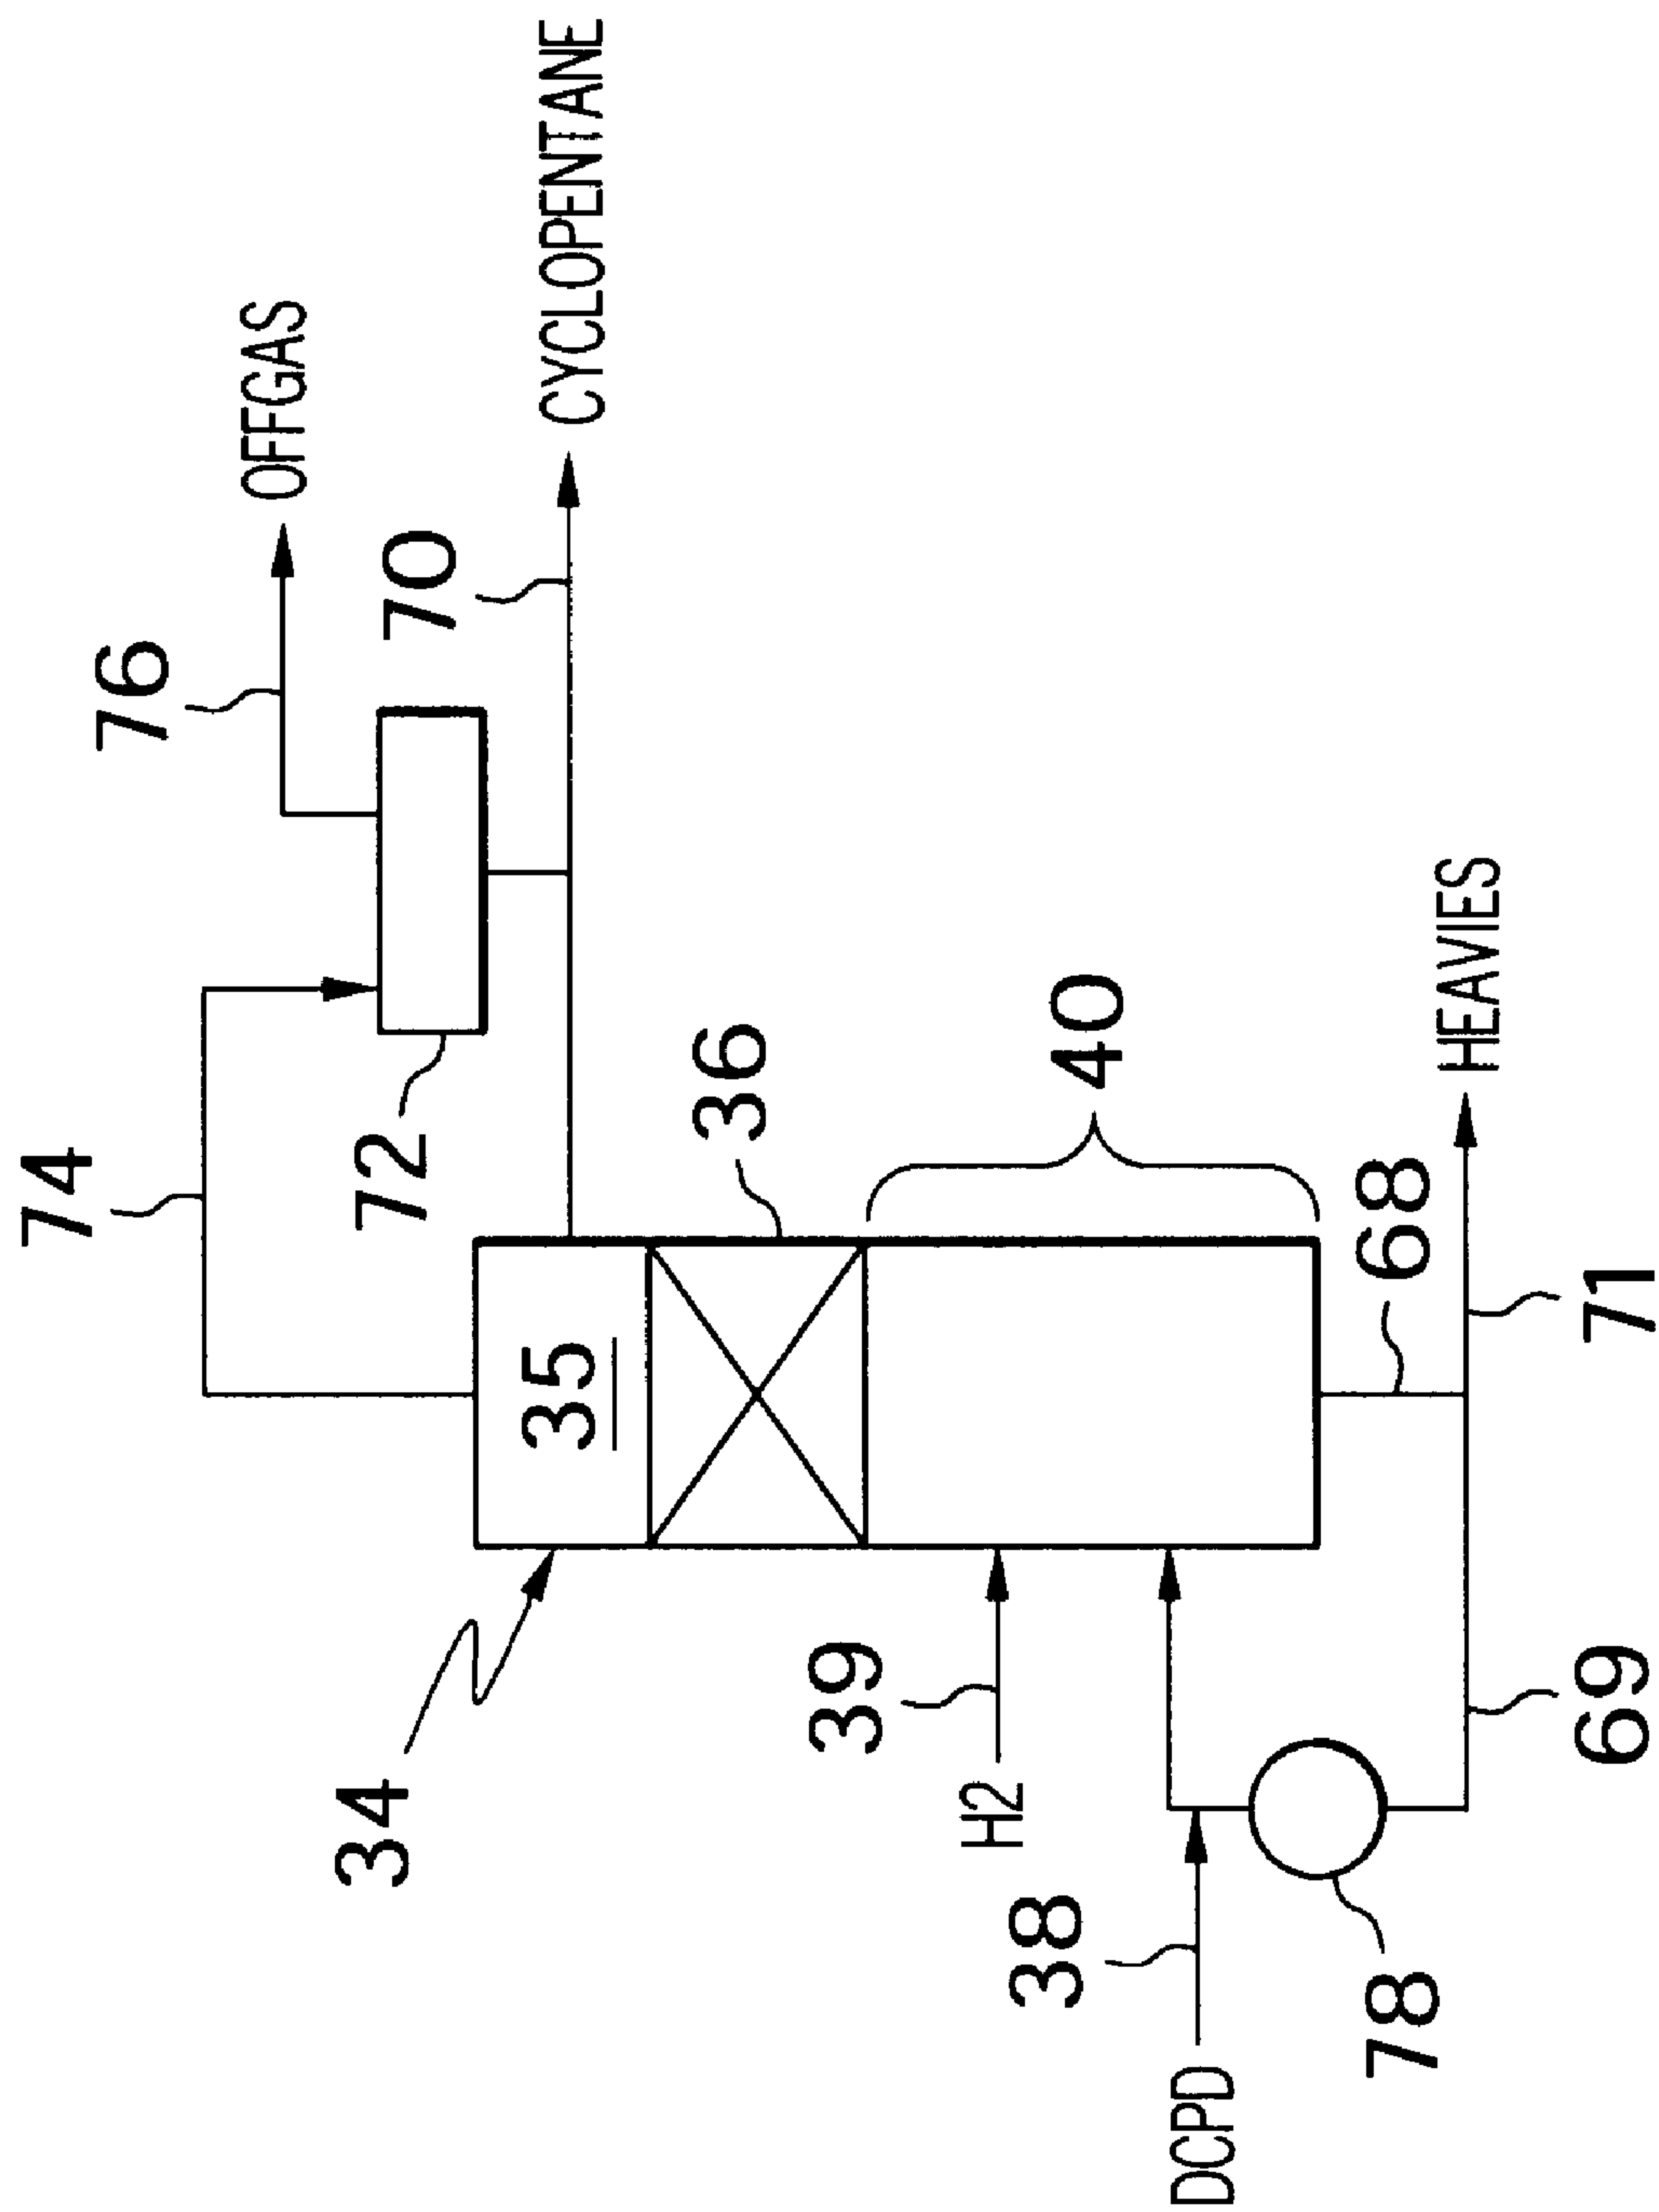 74
76
OFFGAS
34
72
70
35
CYCLOPENTANE
36
39
H2
38
40
DCPD
78
68
HEAVIES
69
71